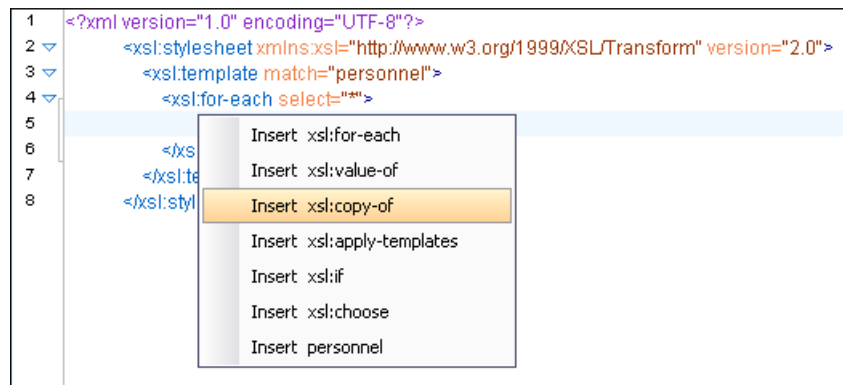 1 <?xml version="1.0" encoding="UTF-8"?>
2 <xsl:stylesheet xmlns:xsl="http://www.w3.org/1999/XSL/Transform" version="2.0">
3 <xsl:template match="personnel">
4 <xsl:for-each select="*">
5
6 </xs
7 </xsl:te
8 </xsl:styl
Insert xsl:for-each
Insert xsl:value-of
Insert xsl:copy-of
Insert xsl:apply-templates
Insert xsl:if
Insert xsl:choose
Insert personnel